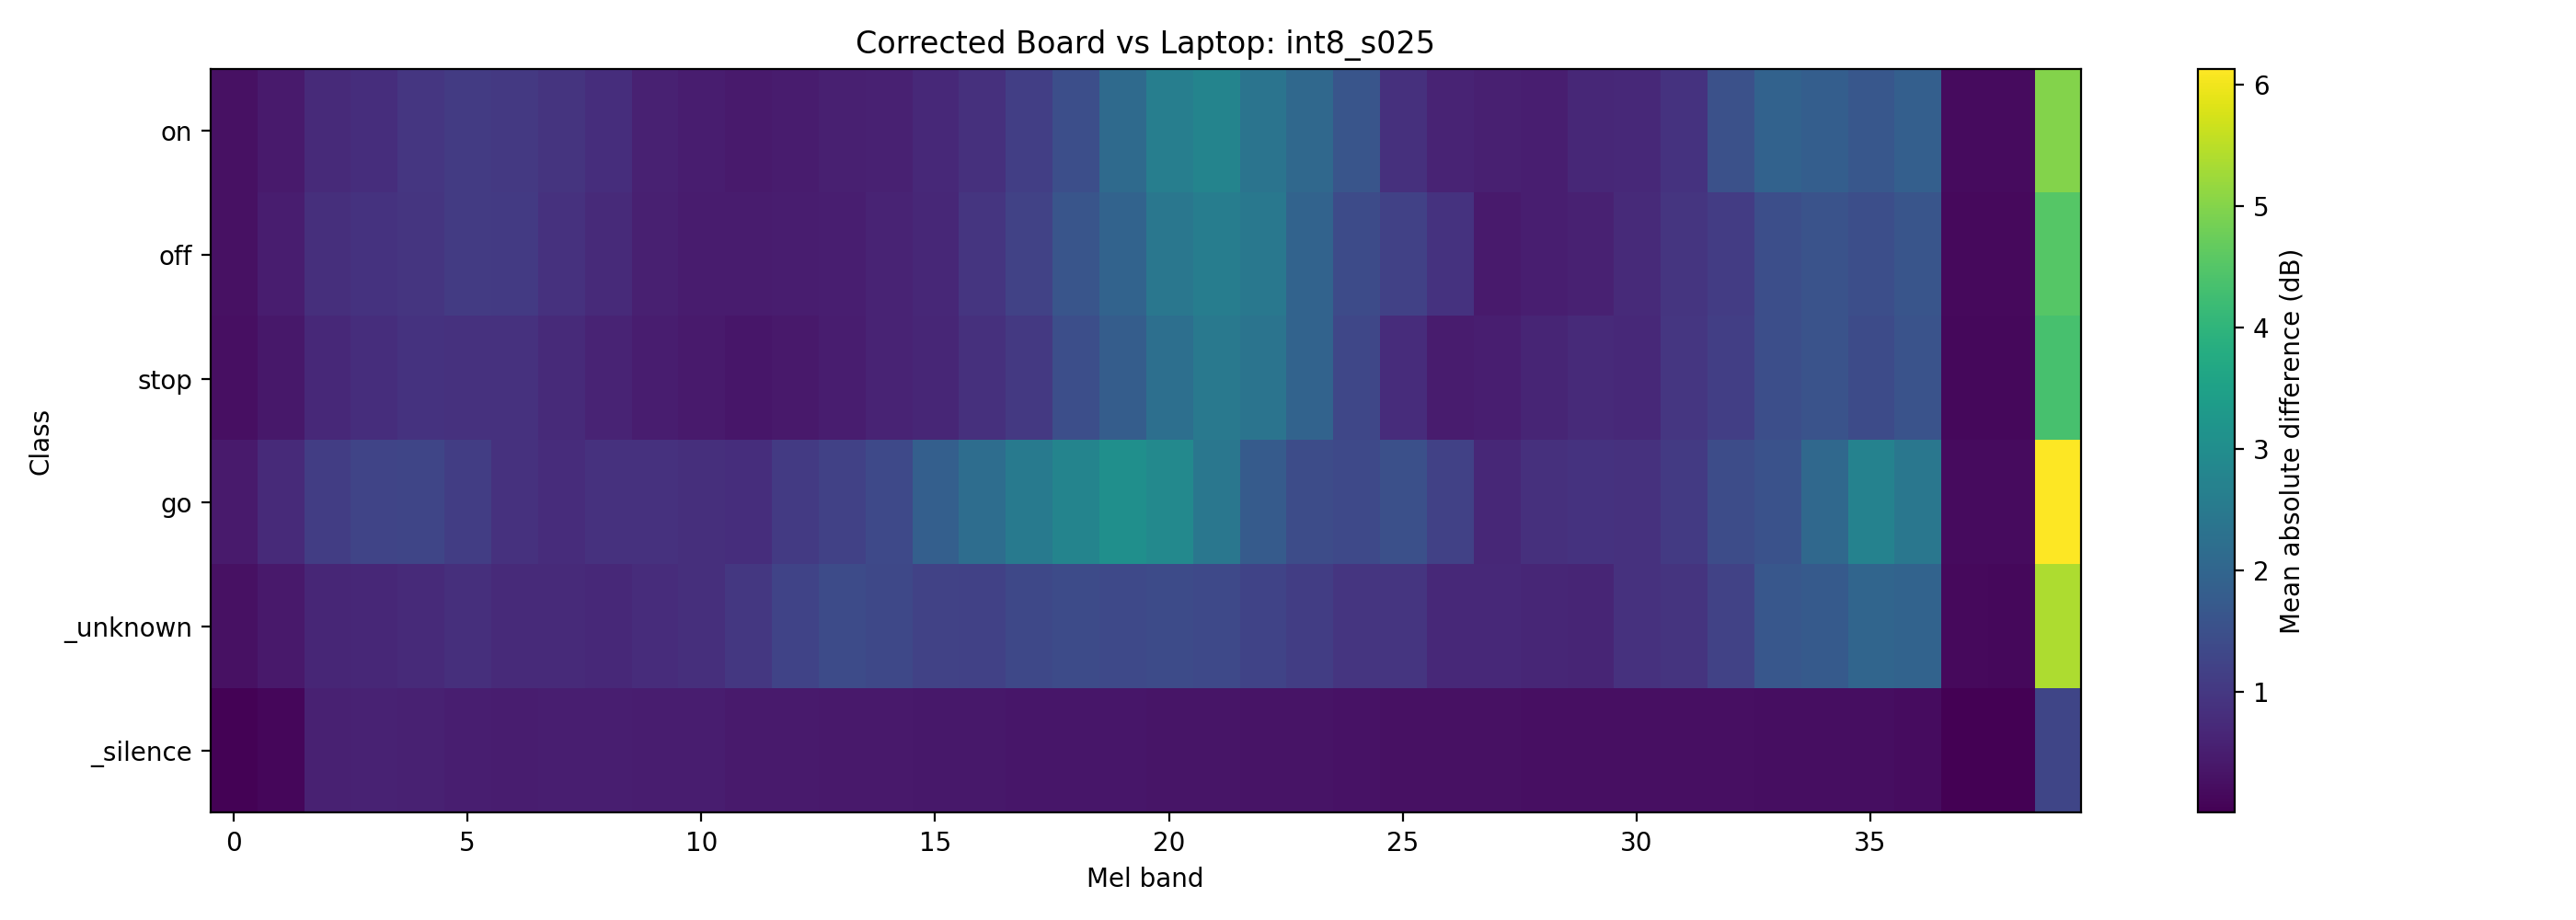 Corrected Board vs Laptop: int8_s025
Class
on
off
stop
go
_unknown
_silence
0 5 10 15 20 25 30 35
Mel band
6
5
4
3
2
1
Mean absolute difference (dB)